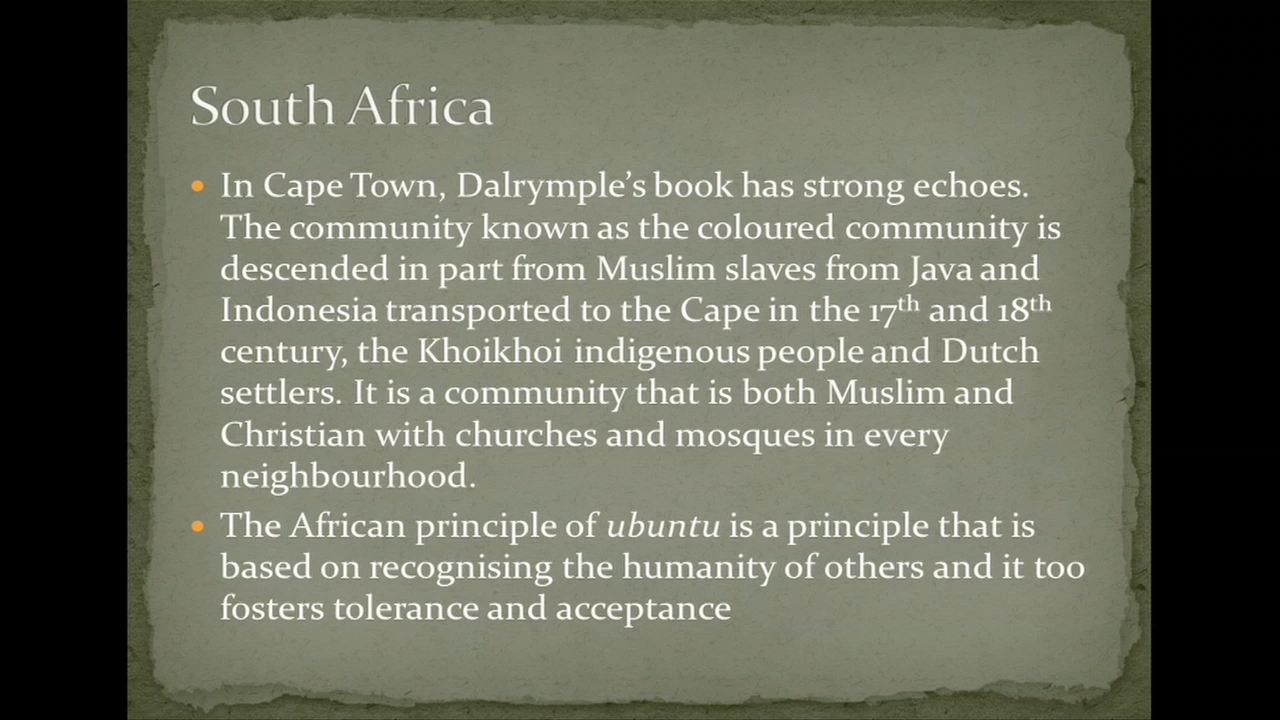 South Africa
• In Cape Town, Dalrymple’s book has strong echoes.
The community known as the coloured community is
descended in part from Muslim slaves from Java and
Indonesia transported to the Cape in the 17th and 18th
century, the Khoikhoi indigenous people and Dutch
settlers. It is a community that is both Muslim and
Christian with churches and mosques in every
neighbourhood.
• The African principle of ubuntu is a principle that is
based on recognising the humanity of others and it too
fosters tolerance and acceptance